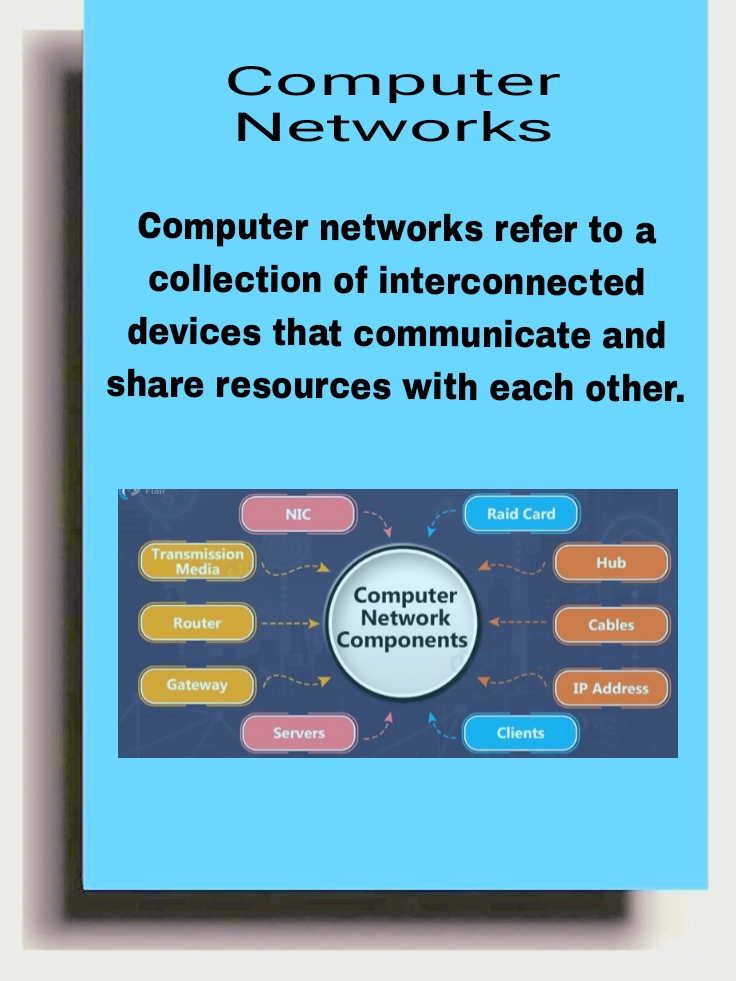 Computer
Networks
Computer networks refer to a
collection of interconnected
devices that communicate and
share resources with each other.
Flair
NIC
Raid Card
Transmission
Media
Hub
Computer
Network
Components
Router
Cables
Gateway
IP Address
Servers
Clients